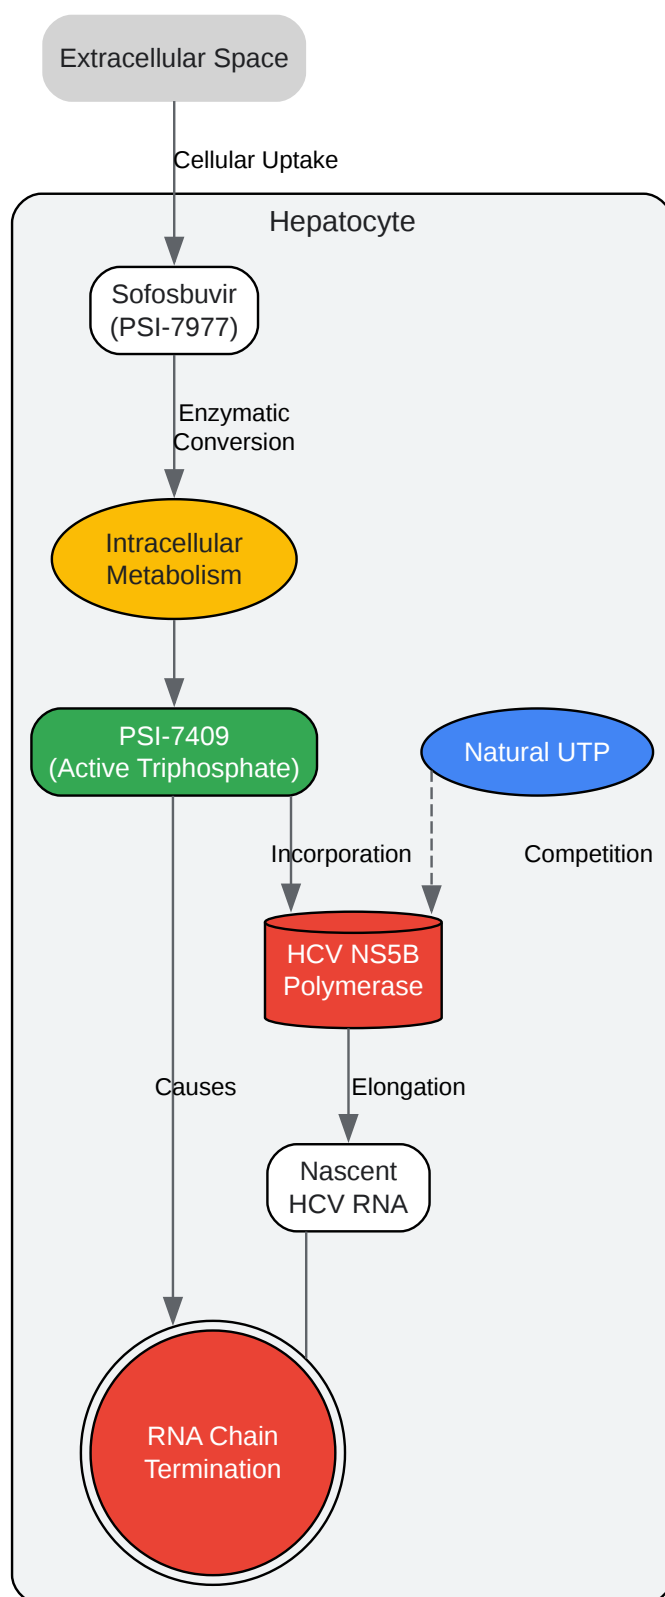 Extracellular Space
Cellular Uptake
Hepatocyte
Sofosbuvir
(PSI-7977)
Enzymatic
Conversion
Intracellular
Metabolism
PSI-7409
(Active Triphosphate)
Natural UTP
Incorporation
Competition
HCV NS5B
Polymerase
Causes
Elongation
Nascent
HCV RNA
RNA Chain
Termination